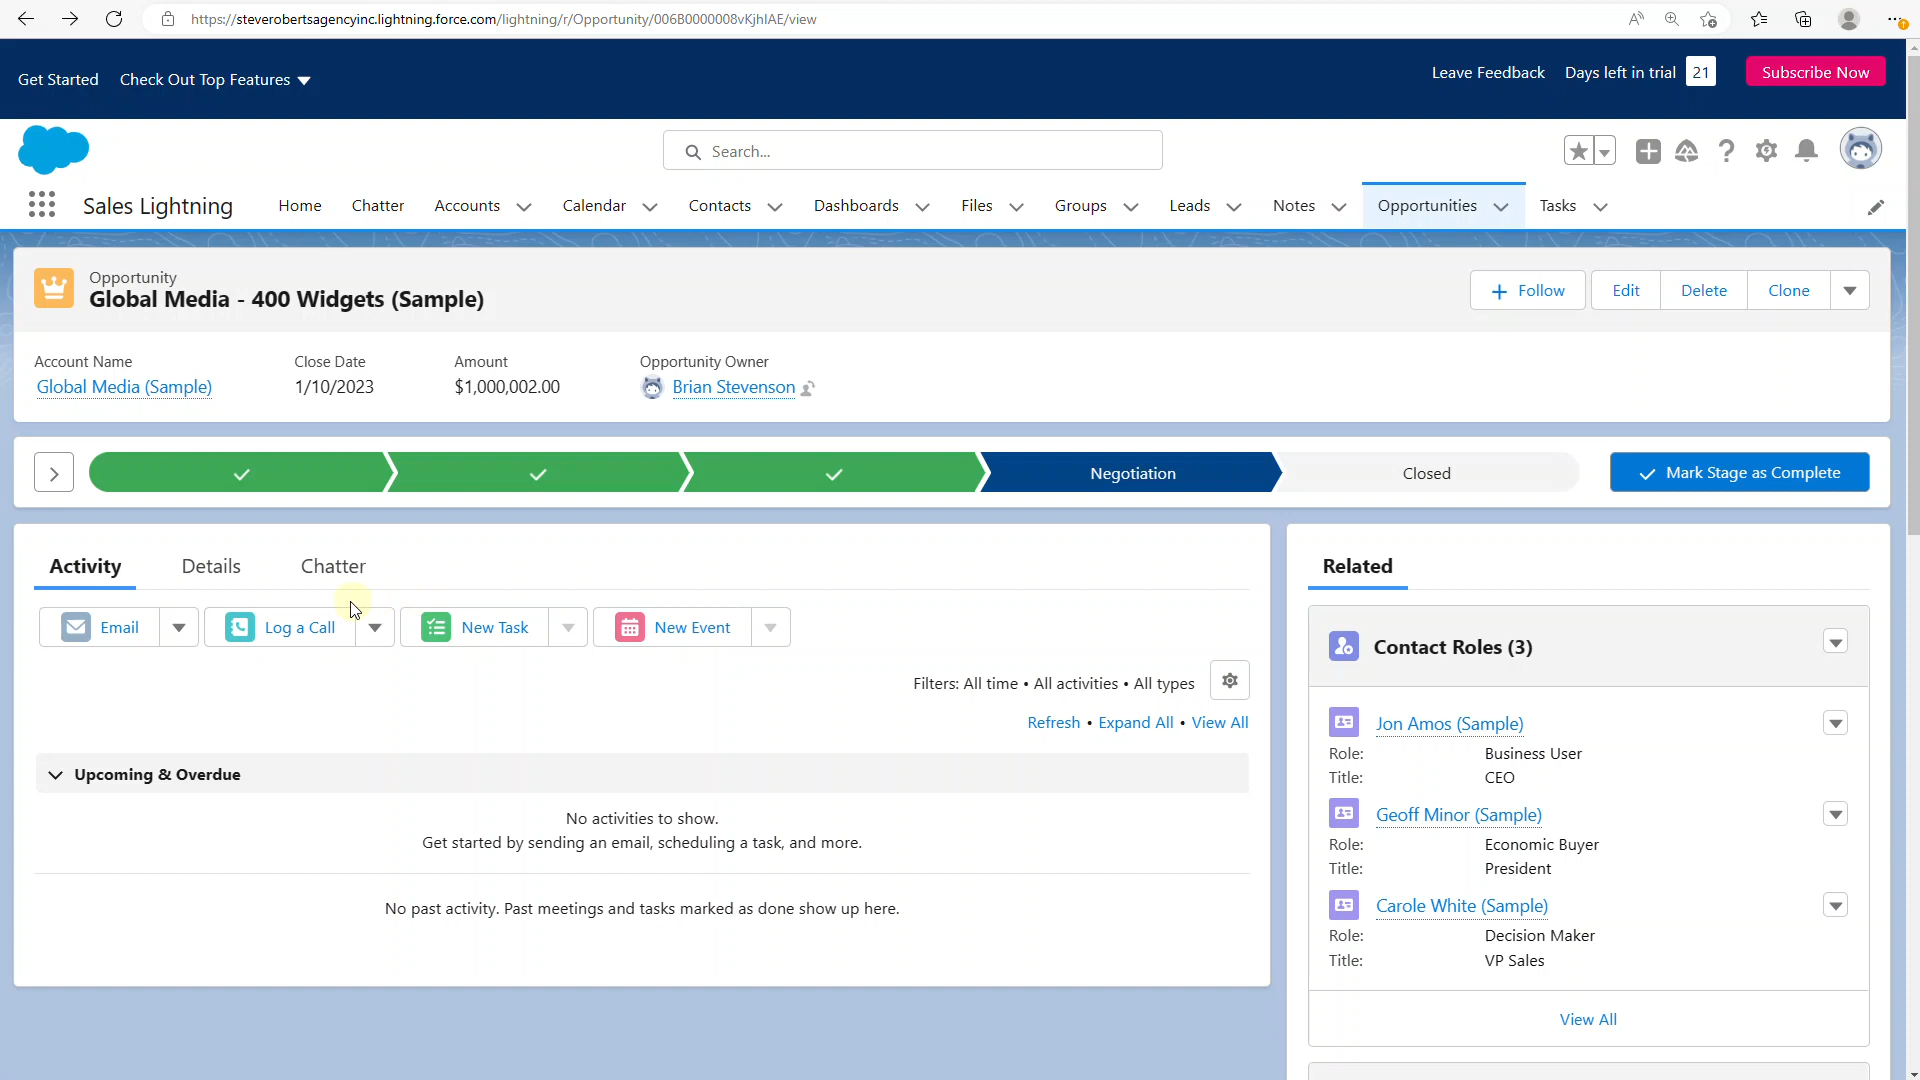 https://steverobertsagencyinc.lightning.force.com/lightning/r/Opportunity/006B0000008vKjhIAE/view
Get Started Check Out Top Features
Leave Feedback Days left in trial 21 Subscribe Now
Search...
Sales Lightning Home Chatter Accounts Calendar Contacts Dashboards Files Groups Leads Notes Opportunities Tasks
Opportunity
Global Media - 400 Widgets (Sample)
Follow Edit Delete Clone
Account Name Close Date Amount Opportunity Owner
Global Media (Sample) 1/10/2023 $1,000,002.00 Brian Stevenson
Negotiation Closed Mark Stage as Complete
Activity Details Chatter
Email Log a Call New Task New Event
Filters: All time • All activities • All types
Refresh • Expand All • View All
Upcoming & Overdue
No activities to show.
Get started by sending an email, scheduling a task, and more.
No past activity. Past meetings and tasks marked as done show up here.
Related
Contact Roles (3)
Jon Amos (Sample)
Role: Business User
Title: CEO
Geoff Minor (Sample)
Role: Economic Buyer
Title: President
Carole White (Sample)
Role: Decision Maker
Title: VP Sales
View All